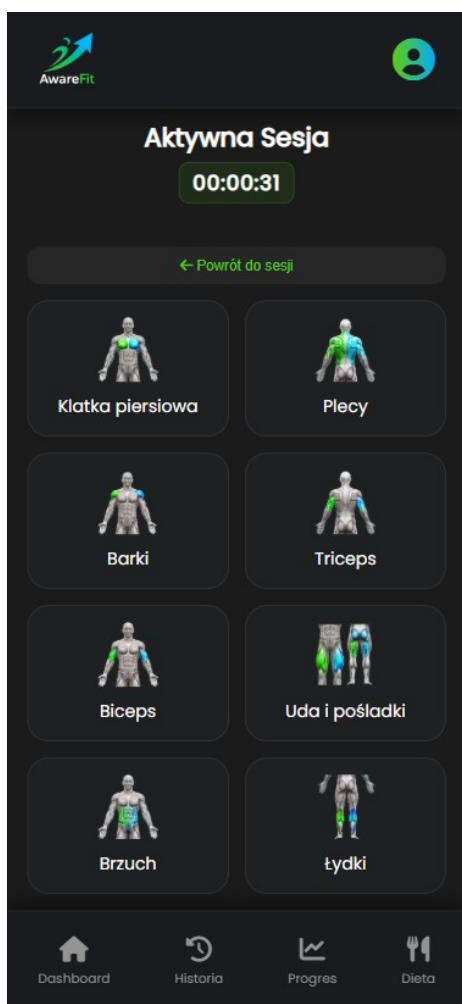 AwareFit
Aktywna Sesja
00:00:31
← Powrót do sesji
Klatka piersiowa
Plecy
Barki
Triceps
Biceps
Uda i pośladki
Brzuch
Łydki
Dashboard
Historia
Progres
Dieta